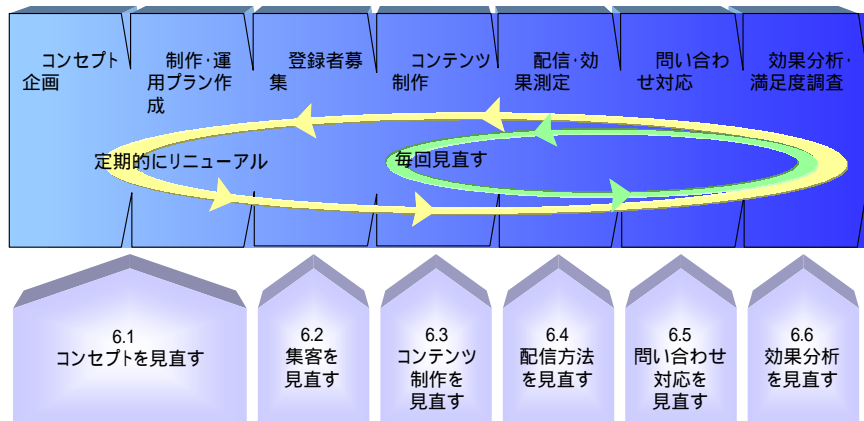 コンセプト
企画
制作・運
用プラン作
成
登録者募
集
コンテンツ
制作
配信・効
果測定
問い合わ
せ対応
効果分析・
満足度調査
定期的にリニューアル
毎回見直す
6.1
コンセプトを見直す
6.2
集客を
見直す
6.3
コンテンツ
制作を
見直す
6.4
配信方法
を見直す
6.5
問い合わせ
対応を
見直す
6.6
効果分析
を見直す